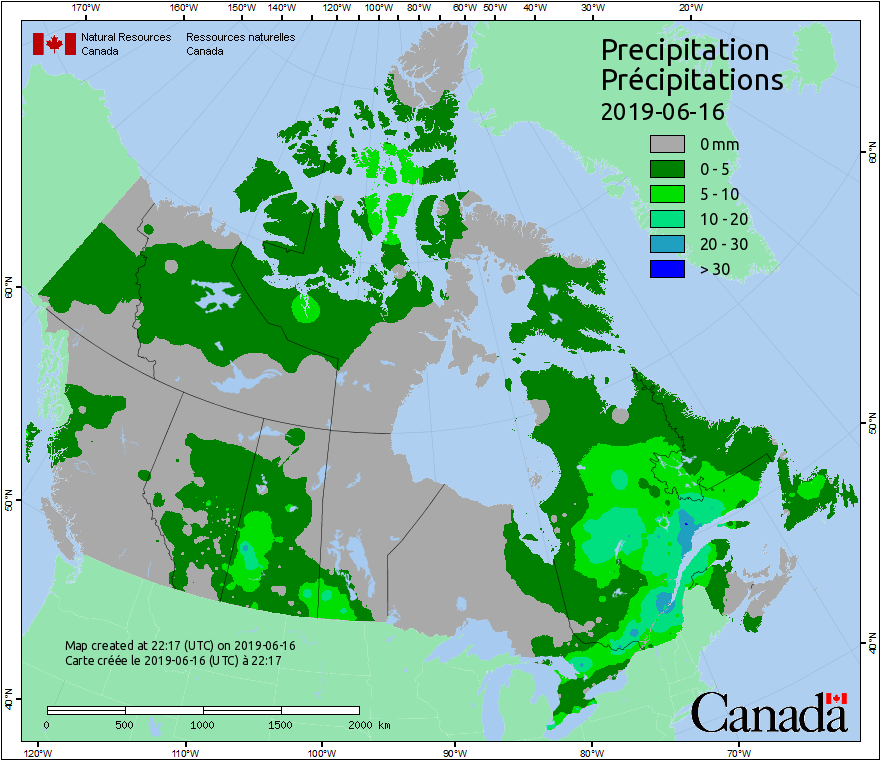 170°W 160°W 150°W 140°W 120°W 100°W 80°W 60°W 50°W 40°W 30°W 20°W
Natural Resources Ressources naturelles
Canada Canada
Precipitation
Précipitations
2019-06-16
0 mm
0 - 5
5 - 10
10 - 20
20 - 30
> 30
60°N
60°N
50°N
50°N
40°N
40°N
Map created at 22:17 (UTC) on 2019-06-16
Carte créée le 2019-06-16 (UTC) à 22:17
0 500 1000 1500 2000 km
Canada
120°W 110°W 100°W 90°W 80°W 70°W